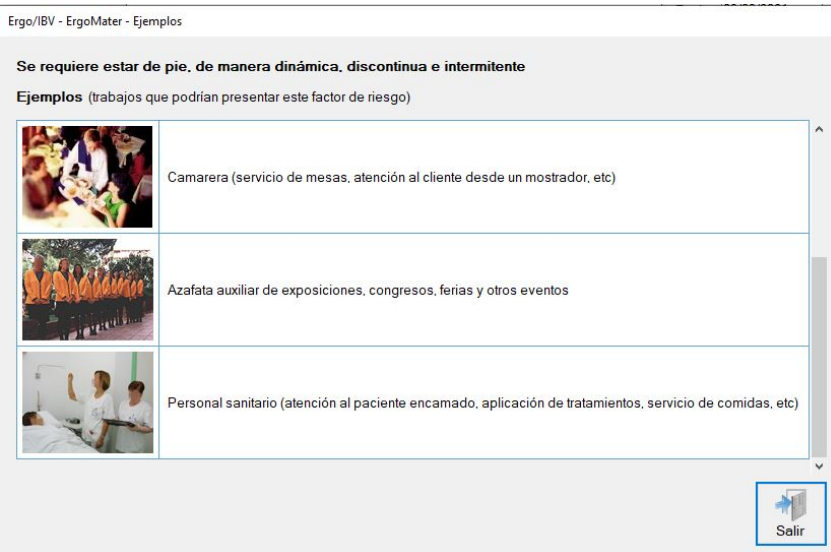 Ergo/IBV - ErgoMater - Ejemplos
Se requiere estar de pie, de manera dinámica, discontinua e intermitente
Ejemplos (trabajos que podrían presentar este factor de riesgo)
Camarera (servicio de mesas, atención al cliente desde un mostrador, etc)
Azafata auxiliar de exposiciones, congresos, ferias y otros eventos
Personal sanitario (atención al paciente encamado, aplicación de tratamientos, servicio de comidas, etc)
Salir